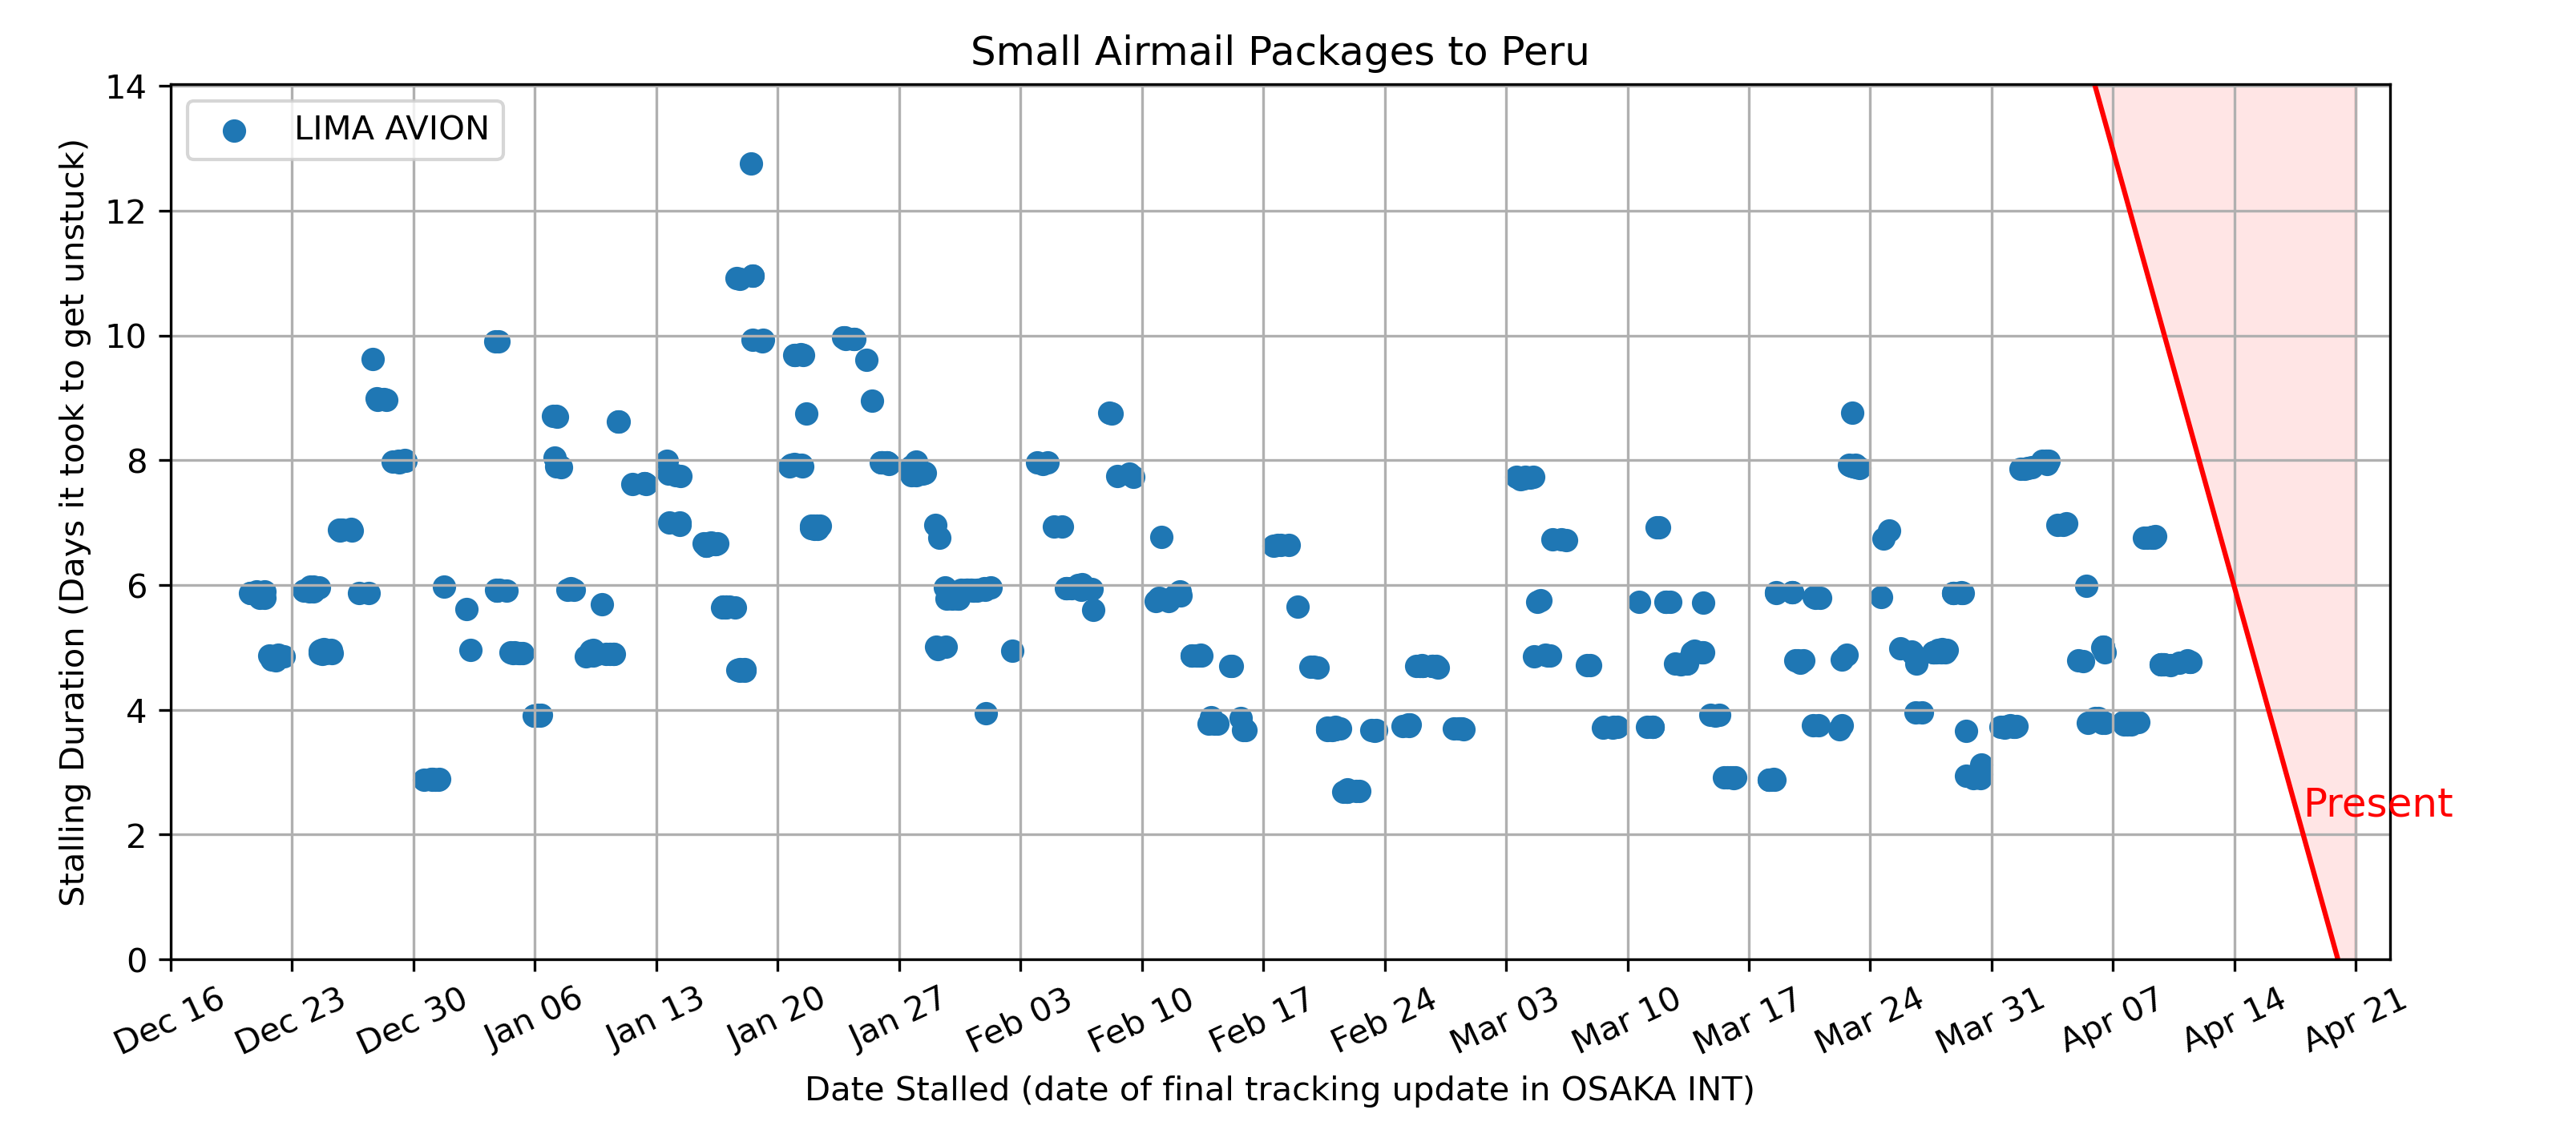 Small Airmail Packages to Peru
LIMA AVION
Stalling Duration (Days it took to get unstuck)
14
12
10
8
6
4
2
0
Present
Dec 16
Dec 23
Dec 30
Jan 06
Jan 13
Jan 20
Jan 27
Feb 03
Feb 10
Feb 17
Feb 24
Mar 03
Mar 10
Mar 17
Mar 24
Mar 31
Apr 07
Apr 14
Apr 21
Date Stalled (date of final tracking update in OSAKA INT)